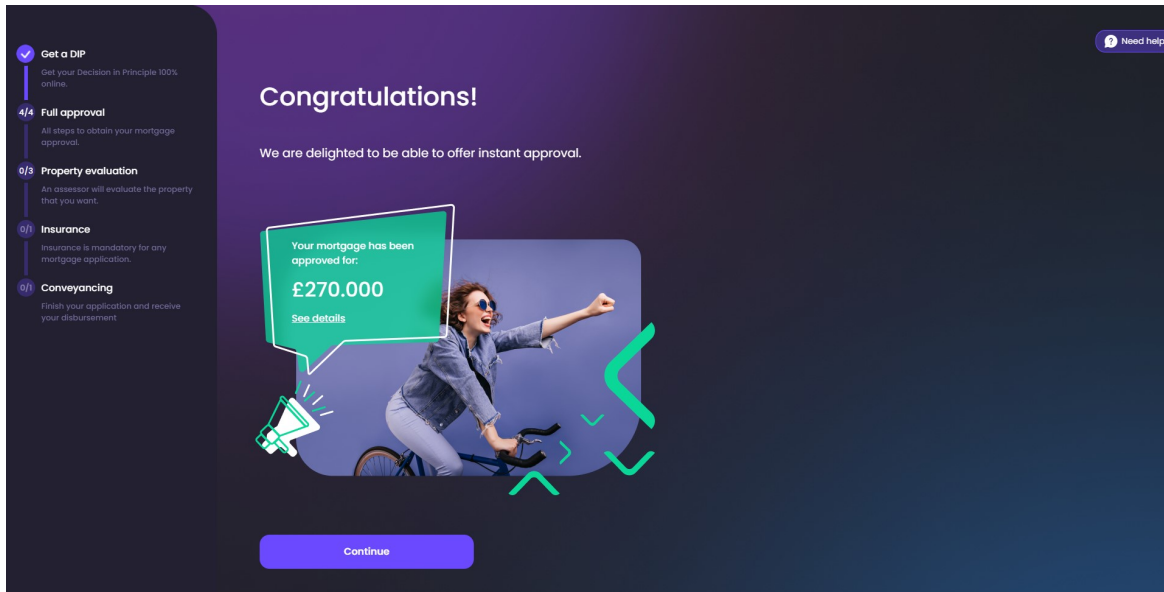 Get a DIP
Get your Decision in Principle 100%
online.
4/4 Full approval
All steps to obtain your mortgage
approval.
0/3 Property evaluation
An assessor will evaluate the property
that you want.
0/1 Insurance
Insurance is mandatory for any
mortgage application.
0/1 Conveyancing
Finish your application and receive
your disbursement
? Need help
Congratulations!
We are delighted to be able to offer instant approval.
Your mortgage has been
approved for:
£270.000
See details
Continue